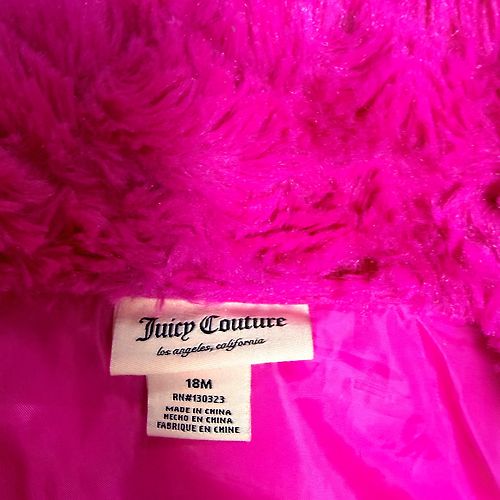 Juicy Couture
los angeles, california
18M
RN#130323
MADE IN CHINA
HECHO EN CHINA
FABRIQUE EN CHINE